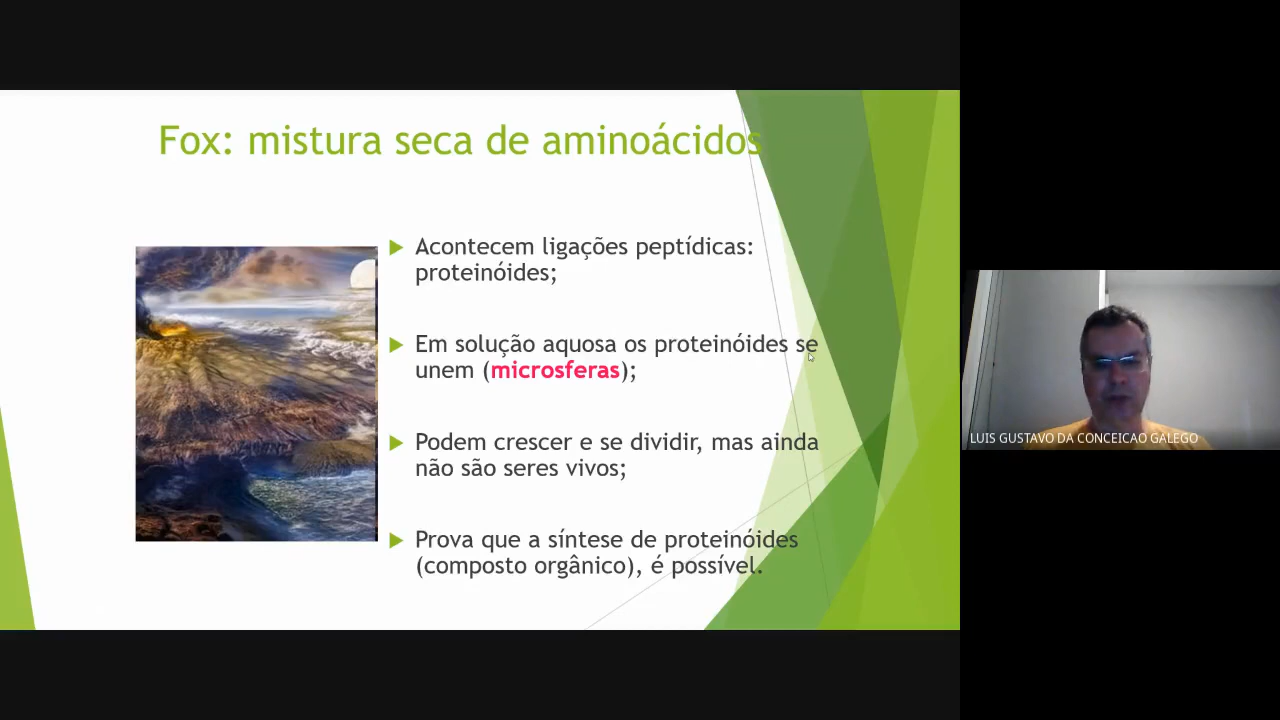 Fox: mistura seca de aminoácidos
Acontecem ligações peptídicas:
proteinóides;
Em solução aquosa os proteinóides se
unem (microsferas);
Podem crescer e se dividir, mas ainda
não são seres vivos;
Prova que a síntese de proteinóides
(composto orgânico), é possível.
LUIS GUSTAVO DA CONCEICAO GALEGO